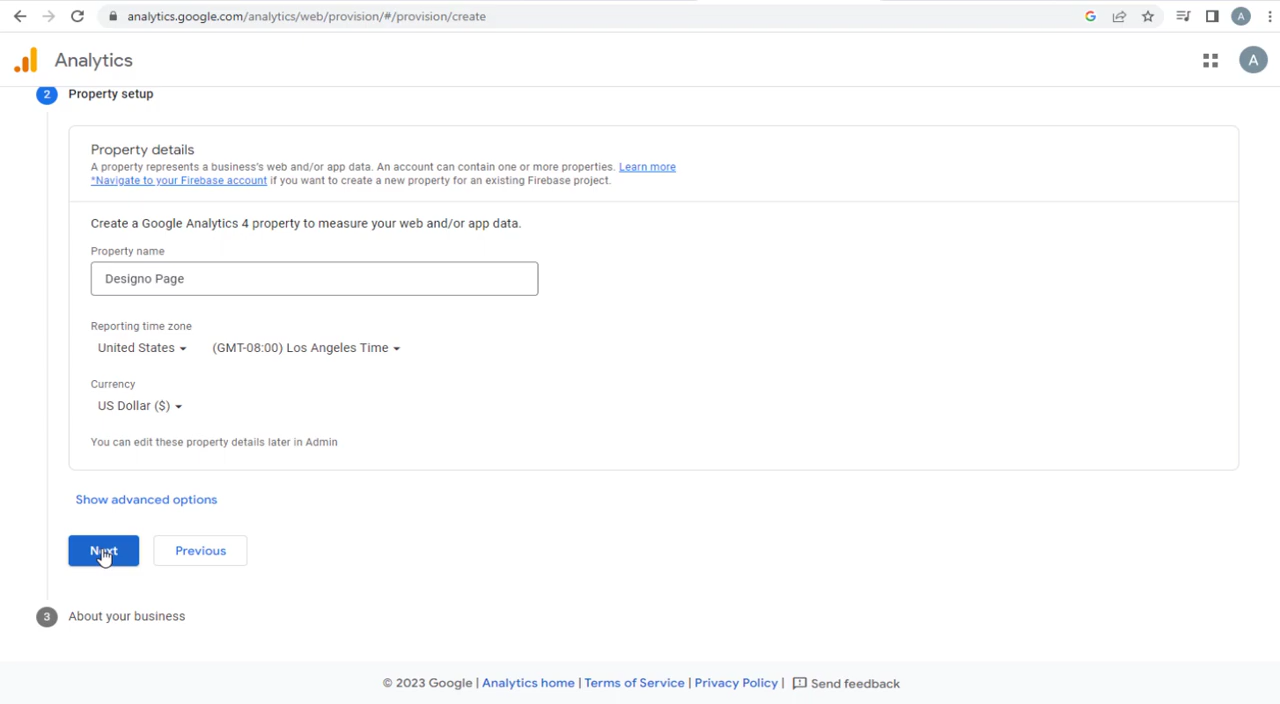 analytics.google.com/analytics/web/provision/#/provision/create
A
Analytics
A
2 Property setup
Property details
A property represents a business's web and/or app data. An account can contain one or more properties. Learn more
*Navigate to your Firebase account if you want to create a new property for an existing Firebase project.
Create a Google Analytics 4 property to measure your web and/or app data.
Property name
Designo Page
Reporting time zone
United States (GMT-08:00) Los Angeles Time
Currency
US Dollar ($)
You can edit these property details later in Admin
Show advanced options
Next Previous
3 About your business
© 2023 Google | Analytics home | Terms of Service | Privacy Policy | Send feedback